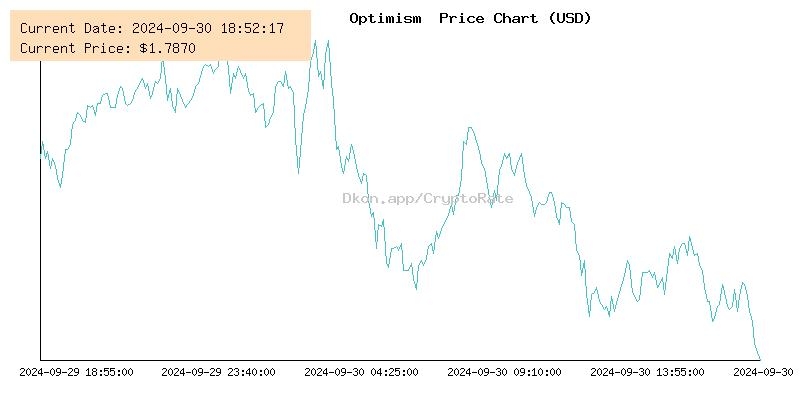 Optimism Price Chart (USD)
Current Date: 2024-09-30 18:52:17
Current Price: $1.7870
Dkdn.app/CryptoRate
2024-09-29 18:55:00 2024-09-29 23:40:00 2024-09-30 04:25:00 2024-09-30 09:10:00 2024-09-30 13:55:00 2024-09-30